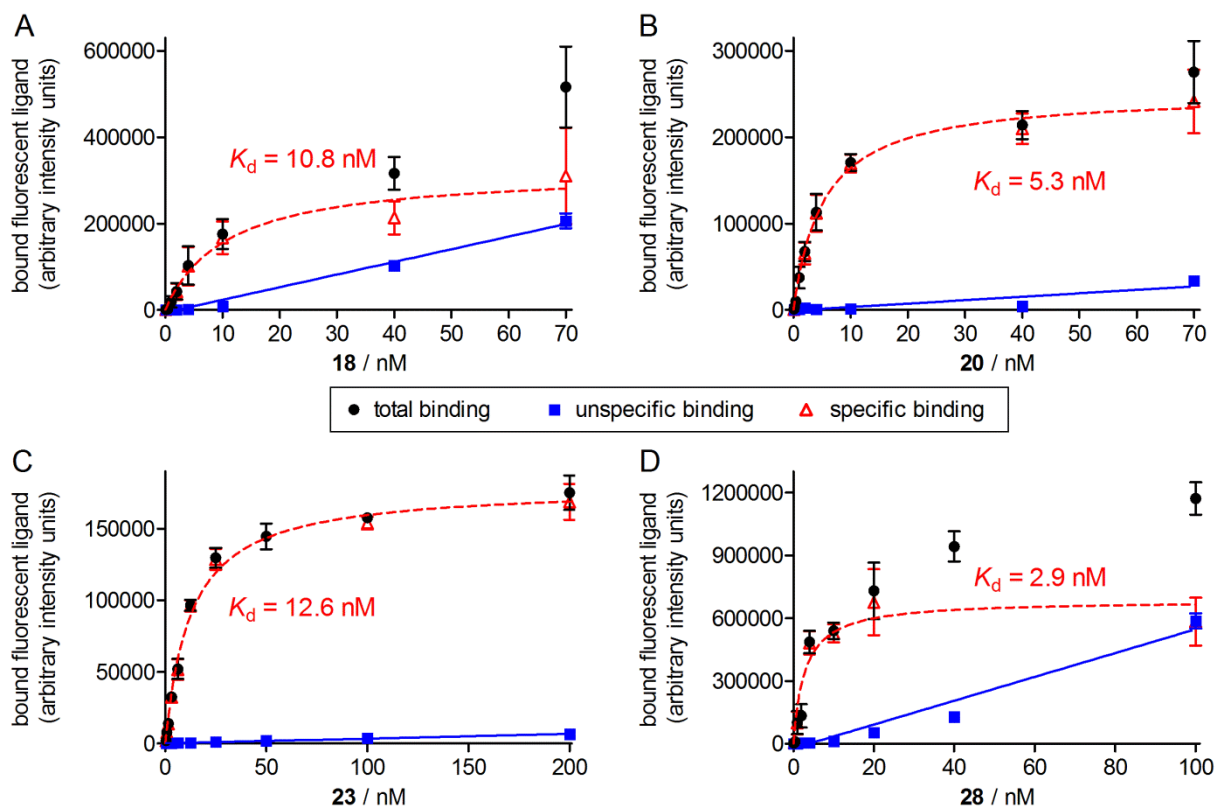 A
bound fluorescent ligand
(arbitrary intensity units)
600000
400000
200000
0
Kd = 10.8 nM
0 10 20 30 40 50 60 70
18 / nM
B
bound fluorescent ligand
(arbitrary intensity units)
300000
200000
100000
0
Kd = 5.3 nM
0 10 20 30 40 50 60 70
20 / nM
total binding unspecific binding specific binding
C
bound fluorescent ligand
(arbitrary intensity units)
150000
100000
50000
0
Kd = 12.6 nM
0 50 100 150 200
23 / nM
D
bound fluorescent ligand
(arbitrary intensity units)
1200000
900000
600000
300000
0
Kd = 2.9 nM
0 20 40 60 80 100
28 / nM